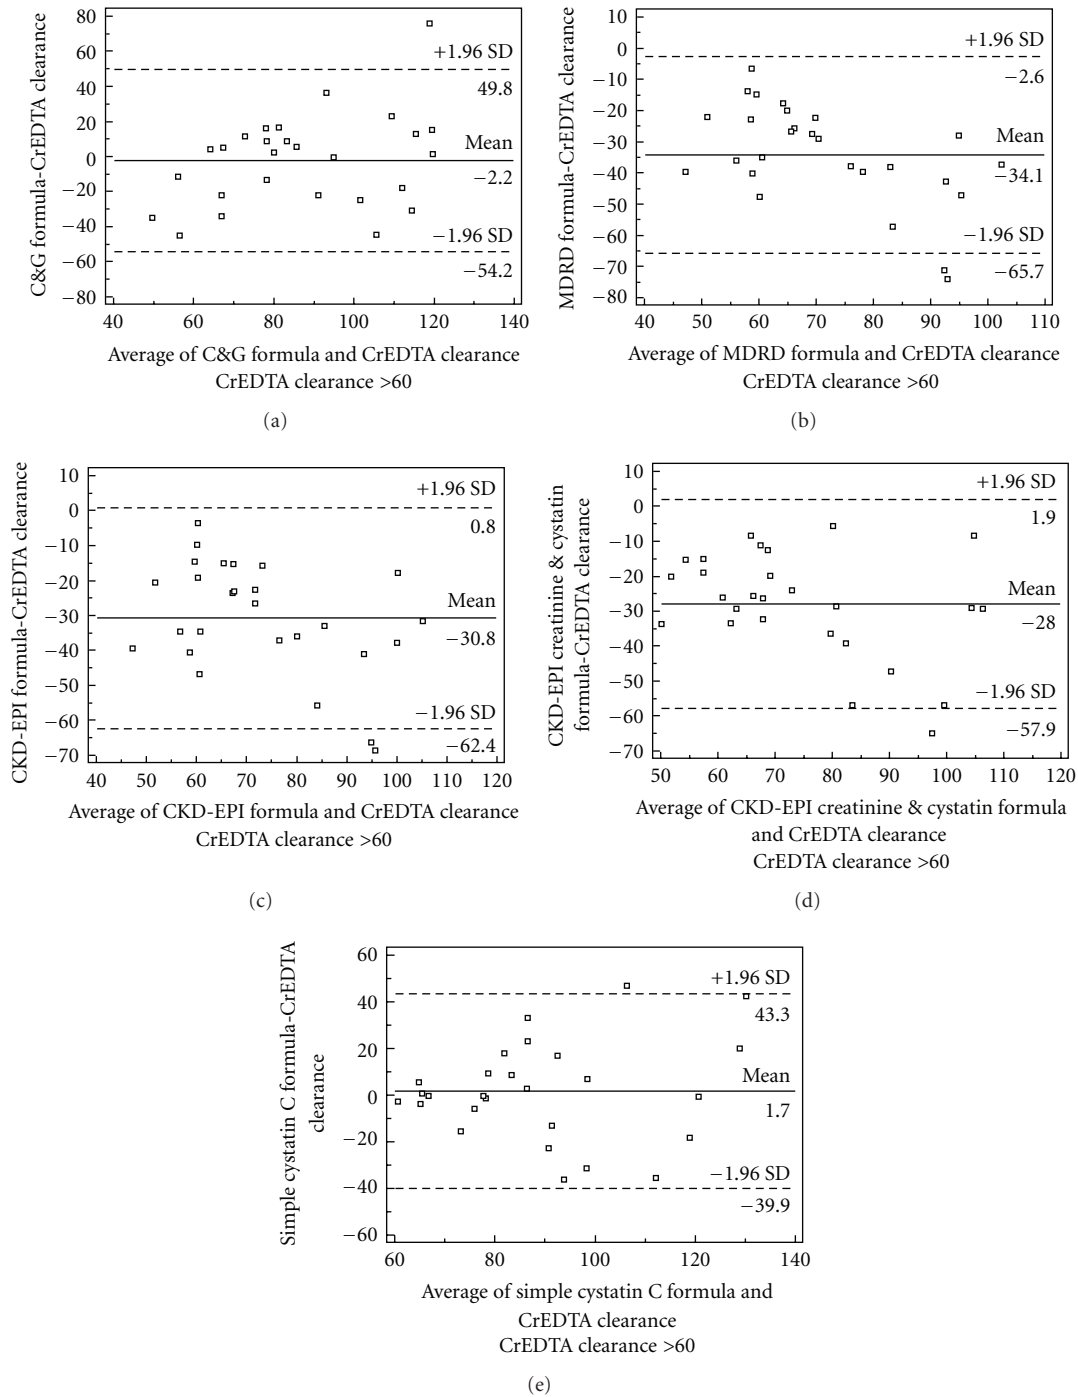 C&G formula-CrEDTA clearance
80
60
40
20
0
−20
−40
−60
−80
+1.96 SD
49.8
Mean
−2.2
−1.96 SD
−54.2
40 60 80 100 120 140
Average of C&G formula and CrEDTA clearance
CrEDTA clearance >60
(a)
MDRD formula-CrEDTA clearance
10
0
−10
−20
−30
−40
−50
−60
−70
−80
+1.96 SD
−2.6
Mean
−34.1
−1.96 SD
−65.7
40 50 60 70 80 90 100 110
Average of MDRD formula and CrEDTA clearance
CrEDTA clearance >60
(b)
CKD-EPI formula-CrEDTA clearance
10
0
−10
−20
−30
−40
−50
−60
−70
+1.96 SD
0.8
Mean
−30.8
−1.96 SD
−62.4
40 50 60 70 80 90 100 110 120
Average of CKD-EPI formula and CrEDTA clearance
CrEDTA clearance >60
(c)
CKD-EPI creatinine & cystatin
formula-CrEDTA clearance
10
0
−10
−20
−30
−40
−50
−60
−70
+1.96 SD
1.9
Mean
−28
−1.96 SD
−57.9
50 60 70 80 90 100 110 120
Average of CKD-EPI creatinine & cystatin formula
and CrEDTA clearance
CrEDTA clearance >60
(d)
Simple cystatin C formula-CrEDTA
clearance
60
40
20
0
−20
−40
−60
+1.96 SD
43.3
Mean
1.7
−1.96 SD
−39.9
60 80 100 120 140
Average of simple cystatin C formula and
CrEDTA clearance
CrEDTA clearance >60
(e)